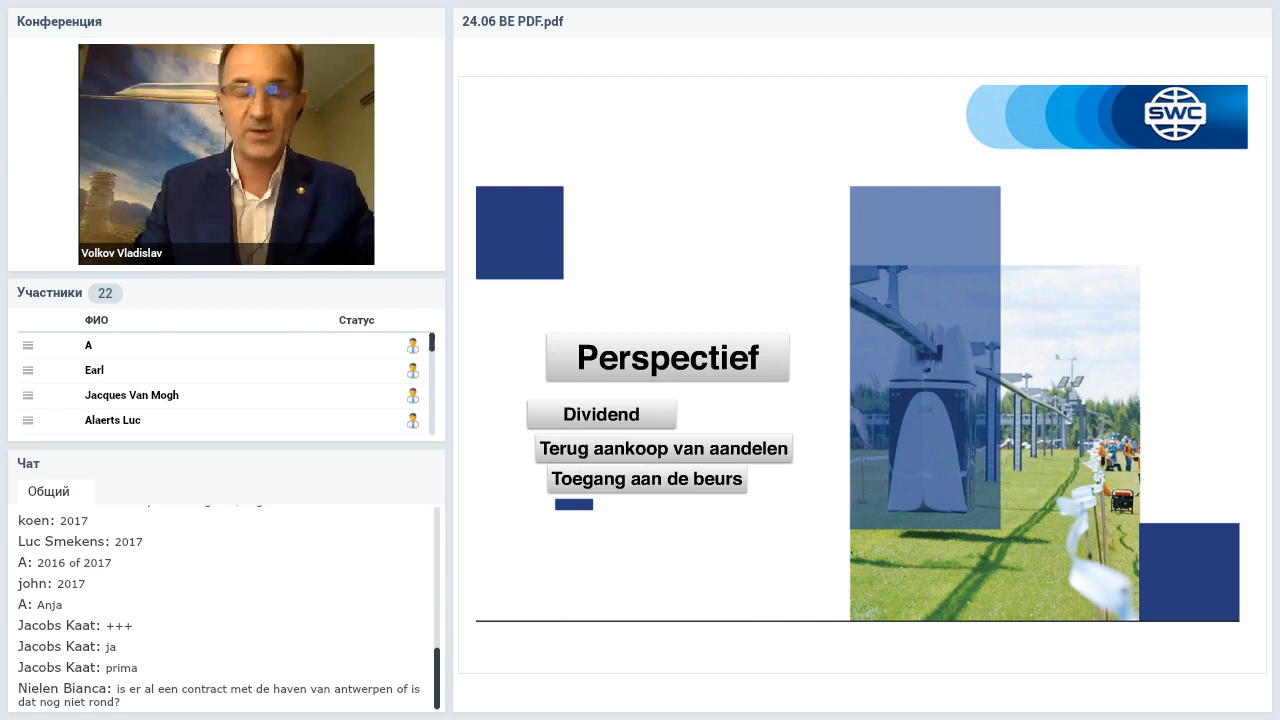 Конференция
Volkov Vladislav
Участники 22
ФИО Статус
A
Earl
Jacques Van Mogh
Alaerts Luc
Чат
Общий
koen: 2017
Luc Smekens: 2017
A: 2016 of 2017
john: 2017
A: Anja
Jacobs Kaat: +++
Jacobs Kaat: ja
Jacobs Kaat: prima
Nielen Bianca: is er al een contract met de haven van antwerpen of is
dat nog niet rond?
24.06 BE PDF.pdf
SWC
Perspectief
Dividend
Terug aankoop van aandelen
Toegang aan de beurs